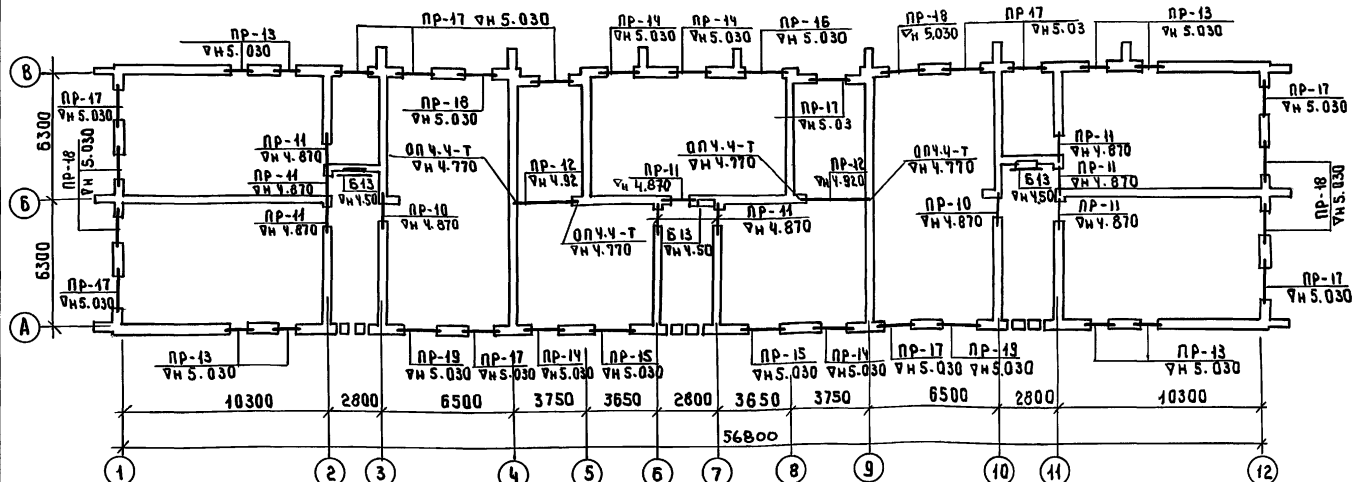 ПР-17 ▽Н 5.030
ПР-14
▽Н 5.030
ПР-14
▽Н 5.030
ПР-16
▽Н 5.030
ПР-18
▽Н 5.030
ПР 17
▽Н 5.03
ПР-13
▽Н 5.030
ПР-13
▽Н 5.030
В
ПР-17
▽Н 5.030
ПР-18
▽Н 5.030
ПР-17
▽Н 5.03
ПР-17
▽Н 5.030
6300
ПР-18
▽Н 5.030
ПР-11
▽Н 4.870
ОП 4.4-Т
▽Н 4.770
ПР-12
▽Н 4.92
ПР-11
▽Н 4.870
ОП 4.4-Т
▽Н 4.770
ПР-12
▽Н 4.920
ОП 4.4-Т
▽Н 4.770
ПР-11
▽Н 4.870
ПР-11
▽Н 4.870
Б13
▽Н 4.50
Б13
▽Н 4.50
ПР-11
▽Н 4.870
ПР-18
▽Н 5.030
Б
ПР-11
▽Н 4.870
ПР-10
▽Н 4.870
ОП 4.4-Т
▽Н 4.770
Б13
▽Н 4.50
ПР-11
▽Н 4.870
ПР-10
▽Н 4.870
ПР-11
▽Н 4.870
6300
ПР-17
▽Н 5.030
ПР-17
▽Н 5.030
А
ПР-13
▽Н 5.030
ПР-19
▽Н 5.030
ПР-17
▽Н 5.030
ПР-14
▽Н 5.030
ПР-15
▽Н 5.030
ПР-15
▽Н 5.030
ПР-14
▽Н 5.030
ПР-17
▽Н 5.030
ПР-19
▽Н 5.030
ПР-13
▽Н 5.030
10300 2800 6500 3750 3650 2800 3650 3750 6500 2800 10300
56800
1 2 3 4 5 6 7 8 9 10 11 12